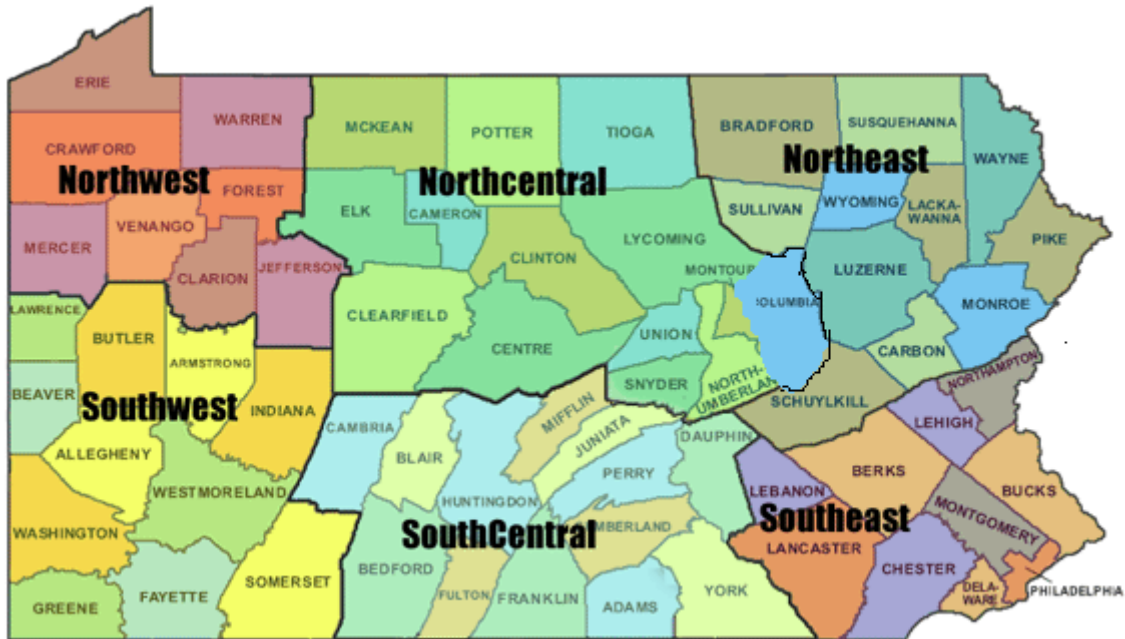 ERIE
WARREN
MCKEAN
POTTER
TIOGA
BRADFORD
SUSQUEHANNA
WAYNE
CRAWFORD
Northwest
FOREST
Northcentral
Northeast
ELK
CAMERON
SULLIVAN
WYOMING
LACKA-
WANNA
PIKE
MERCER
VENANGO
CLARION
JEFFERSON
CLINTON
LYCOMING
MONTOUR
LUZERNE
MONROE
LAWRENCE
BUTLER
CLEARFIELD
CENTRE
UNION
OLUMBIA
CARBON
ARMSTRONG
BEAVER
Southwest
INDIANA
SNYDER
NORTH-
UMBERLAN
SCHUYLKILL
NORTHAMPTON
LEHIGH
CAMBRIA
BLAIR
MIFFLIN
JUNIATA
DAUPHIN
ALLEGHENY
WESTMORELAND
HUNTINGDON
PERRY
LEBANON
BERKS
BUCKS
WASHINGTON
SouthCentral
UMBERLAND
Southeast
MONTGOMERY
LANCASTER
CHESTER
GREENE
FAYETTE
SOMERSET
BEDFORD
FULTON
FRANKLIN
ADAMS
YORK
DELA-
WARE
PHILADELPHIA